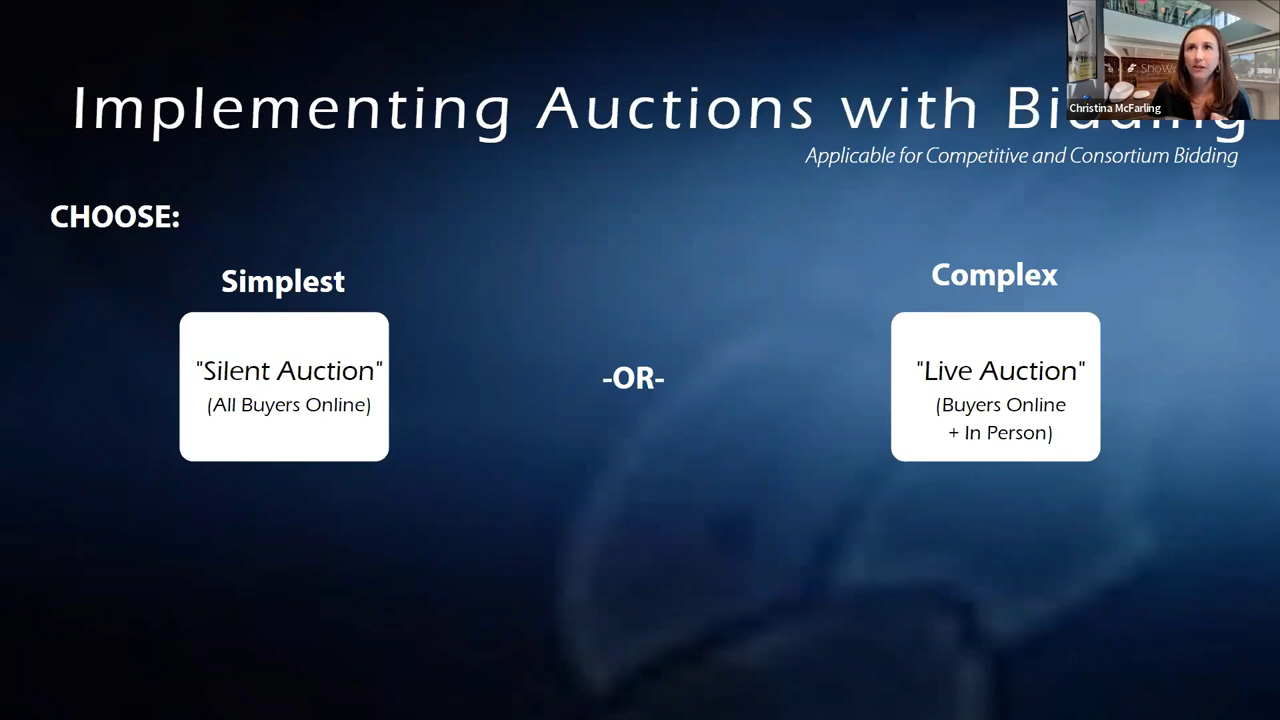 Implementing Auctions with Bidding
Christina McFarling
Applicable for Competitive and Consortium Bidding
CHOOSE:
Simplest
"Silent Auction"
(All Buyers Online)
-OR-
Complex
"Live Auction"
(Buyers Online
+ In Person)